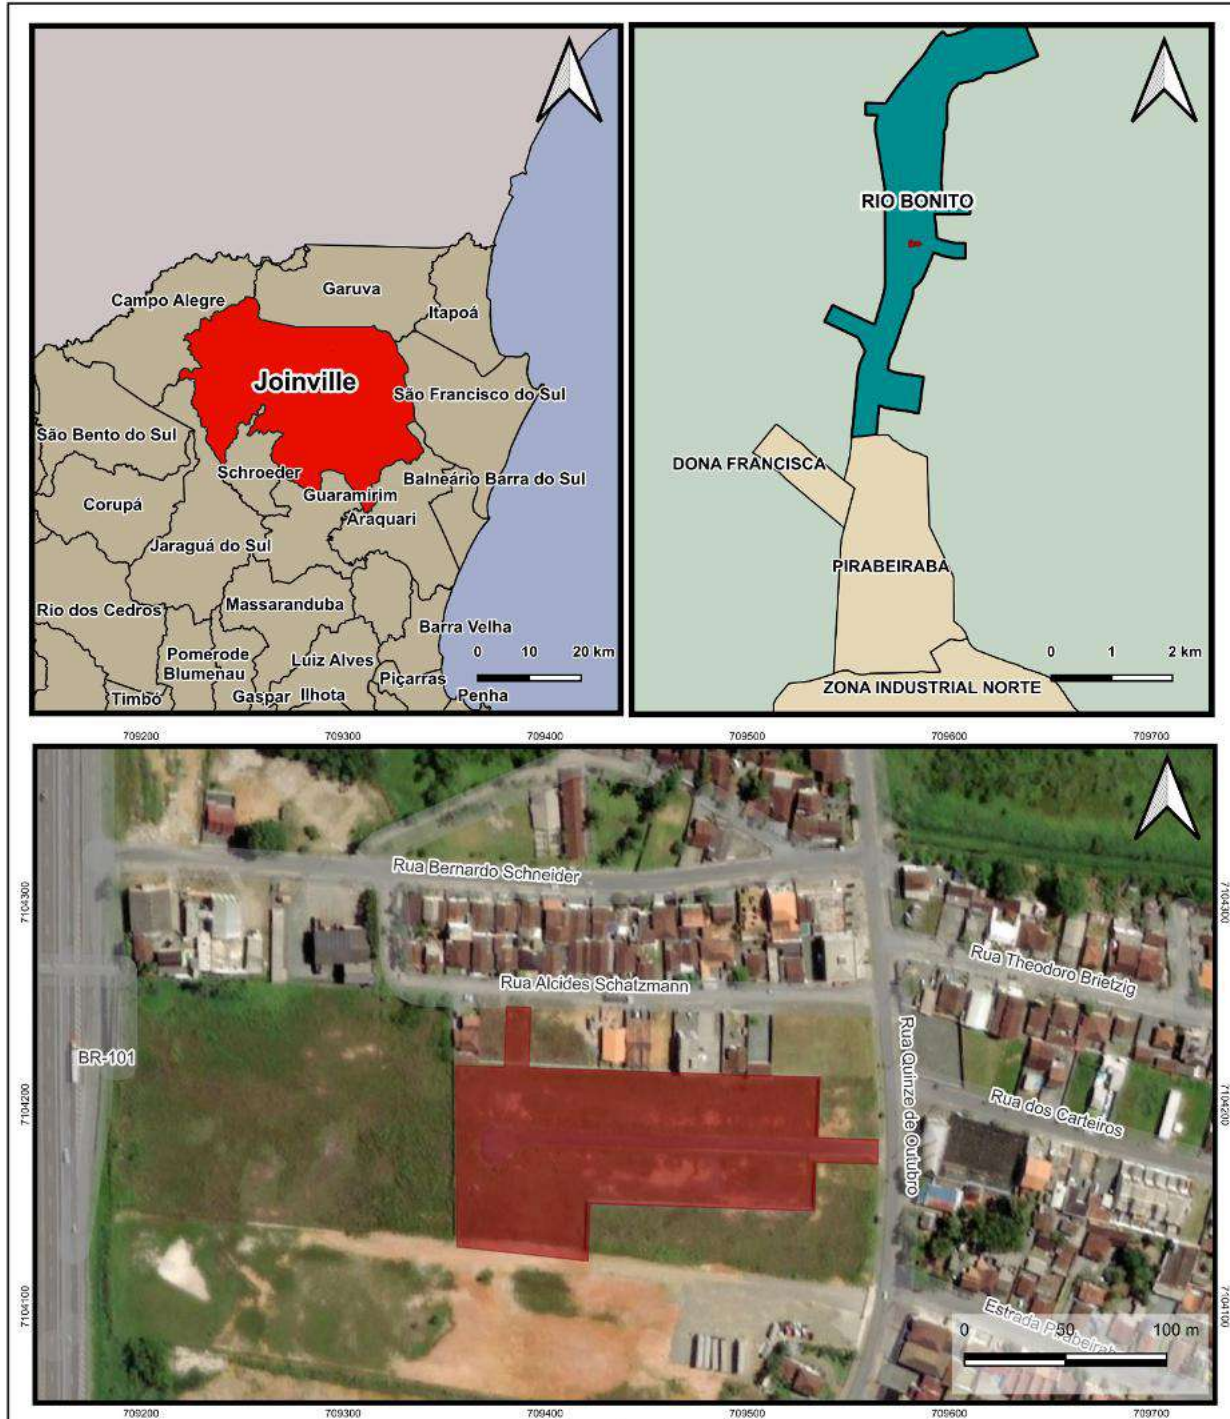 Garuva
Campo Alegre
Itapoá
Joinville
São Francisco do Sul
São Bento do Sul
Schroeder
Balneário Barra do Sul
Guaramirim
Corupá
Araquari
Jaraguá do Sul
Rio dos Cedros
Massaranduba
Barra Velha
Pomerode
Luiz Alves
Blumenau
Piçarras
Timbó
Gaspar
Ilhota
Penha
0 10 20 km
RIO BONITO
DONA FRANCISCA
PIRABEIRABA
ZONA INDUSTRIAL NORTE
0 1 2 km
709200 709300 709400 709500 709600 709700
7104300
7104300
Rua Bernardo Schneider
Rua Theodoro Brietzig
Rua Alcides Schatzmann
BR-101
Rua Quinze de Outubro
7104200
7104200
Rua dos Carteiros
7104100
7104100
Estrada
0 50 100 m
709200 709300 709400 709500 709600 709700